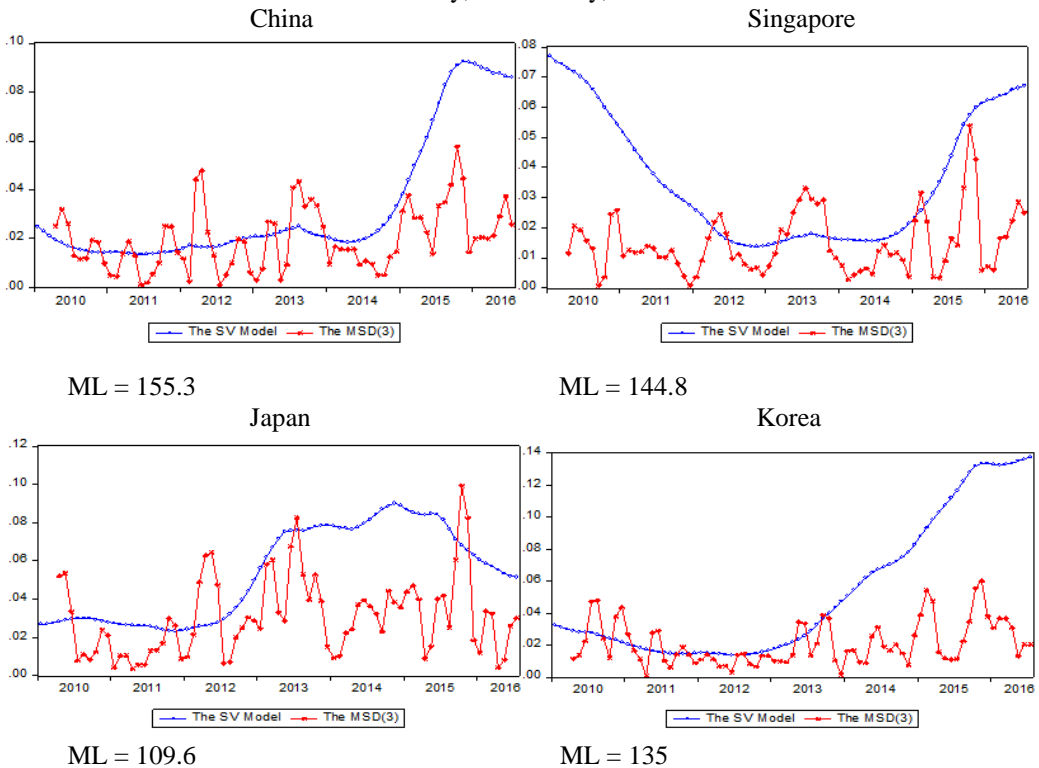 China Singapore
.10
.08
.06
.04
.02
.00
2010 2011 2012 2013 2014 2015 2016
The SV Model The MSD(3)
.08
.07
.06
.05
.04
.03
.02
.01
.00
2010 2011 2012 2013 2014 2015 2016
The SV Model The MSD(3)
ML = 155.3 ML = 144.8
Japan Korea
.12
.10
.08
.06
.04
.02
.00
2010 2011 2012 2013 2014 2015 2016
The SV Model The MSD(3)
.14
.12
.10
.08
.06
.04
.02
.00
2010 2011 2012 2013 2014 2015 2016
The SV Model The MSD(3)
ML = 109.6 ML = 135